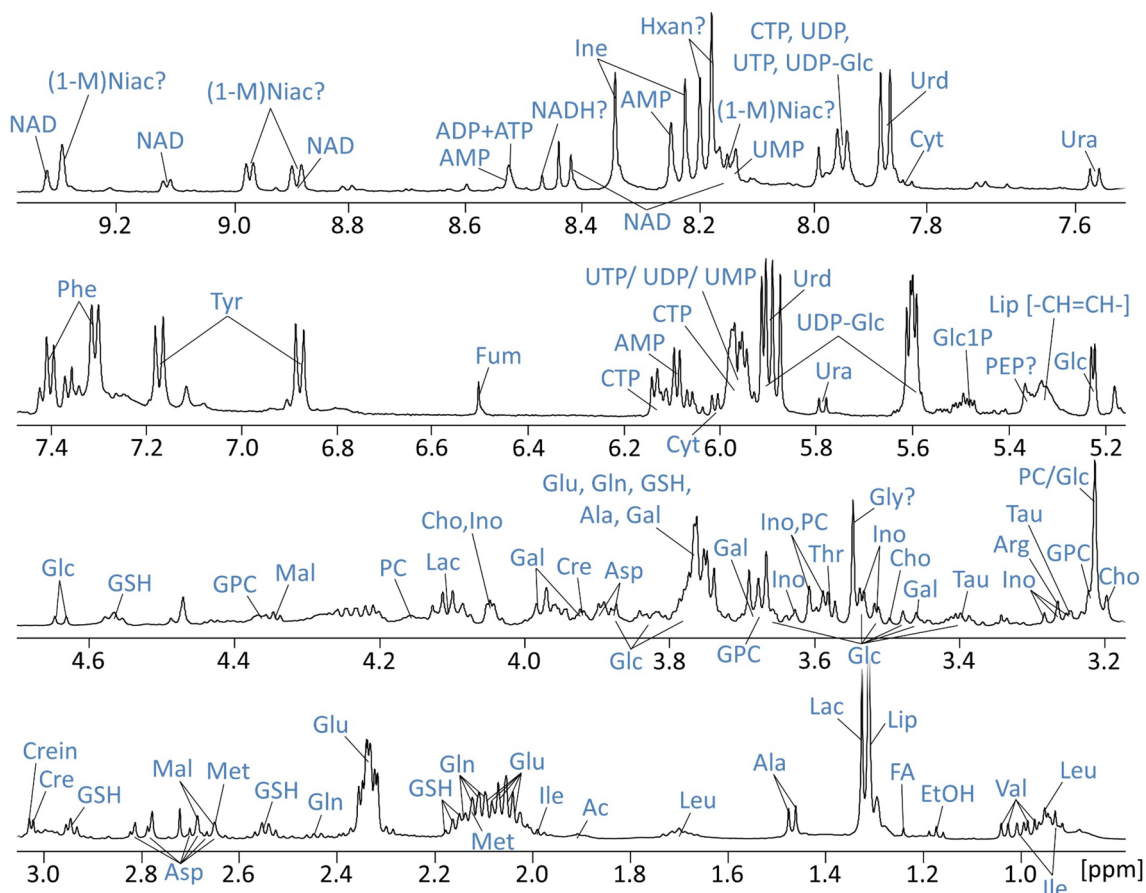 Hxan?
CTP, UDP,
UTP, UDP-Glc
Ine
(1-M)Niac?
(1-M)Niac?
NADH?
AMP
(1-M)Niac?
Urd
NAD
NAD
NAD
ADP+ATP
AMP
UMP
Cyt
Ura
NAD
9.2 9.0 8.8 8.6 8.4 8.2 8.0 7.8 7.6
Phe
Tyr
UTP/ UDP/ UMP
Urd
CTP
UDP-Glc
Lip [-CH=CH-]
AMP
Glc1P
Fum
CTP
Ura
PEP?
Glc
Cyt
7.4 7.2 7.0 6.8 6.6 6.4 6.2 6.0 5.8 5.6 5.4 5.2
PC/Glc
Glu, Gln, GSH,
Ala, Gal
Gly?
Cho,Ino
Ino,PC
Ino
Tau
Glc
GSH
GPC
Mal
PC
Lac
Gal
Cre
Asp
Gal
Ino
Thr
Cho
Gal
Tau
Arg
Ino
GPC
Cho
Glc
GPC
Glc
4.6 4.4 4.2 4.0 3.8 3.6 3.4 3.2
Glu
Lac
Lip
Crein
Cre
GSH
Mal
Met
GSH
Gln
GSH
Gln
Glu
Ile
Met
Ac
Leu
Ala
FA
EtOH
Val
Leu
Asp
Ile
3.0 2.8 2.6 2.4 2.2 2.0 1.8 1.6 1.4 1.2 1.0 [ppm]